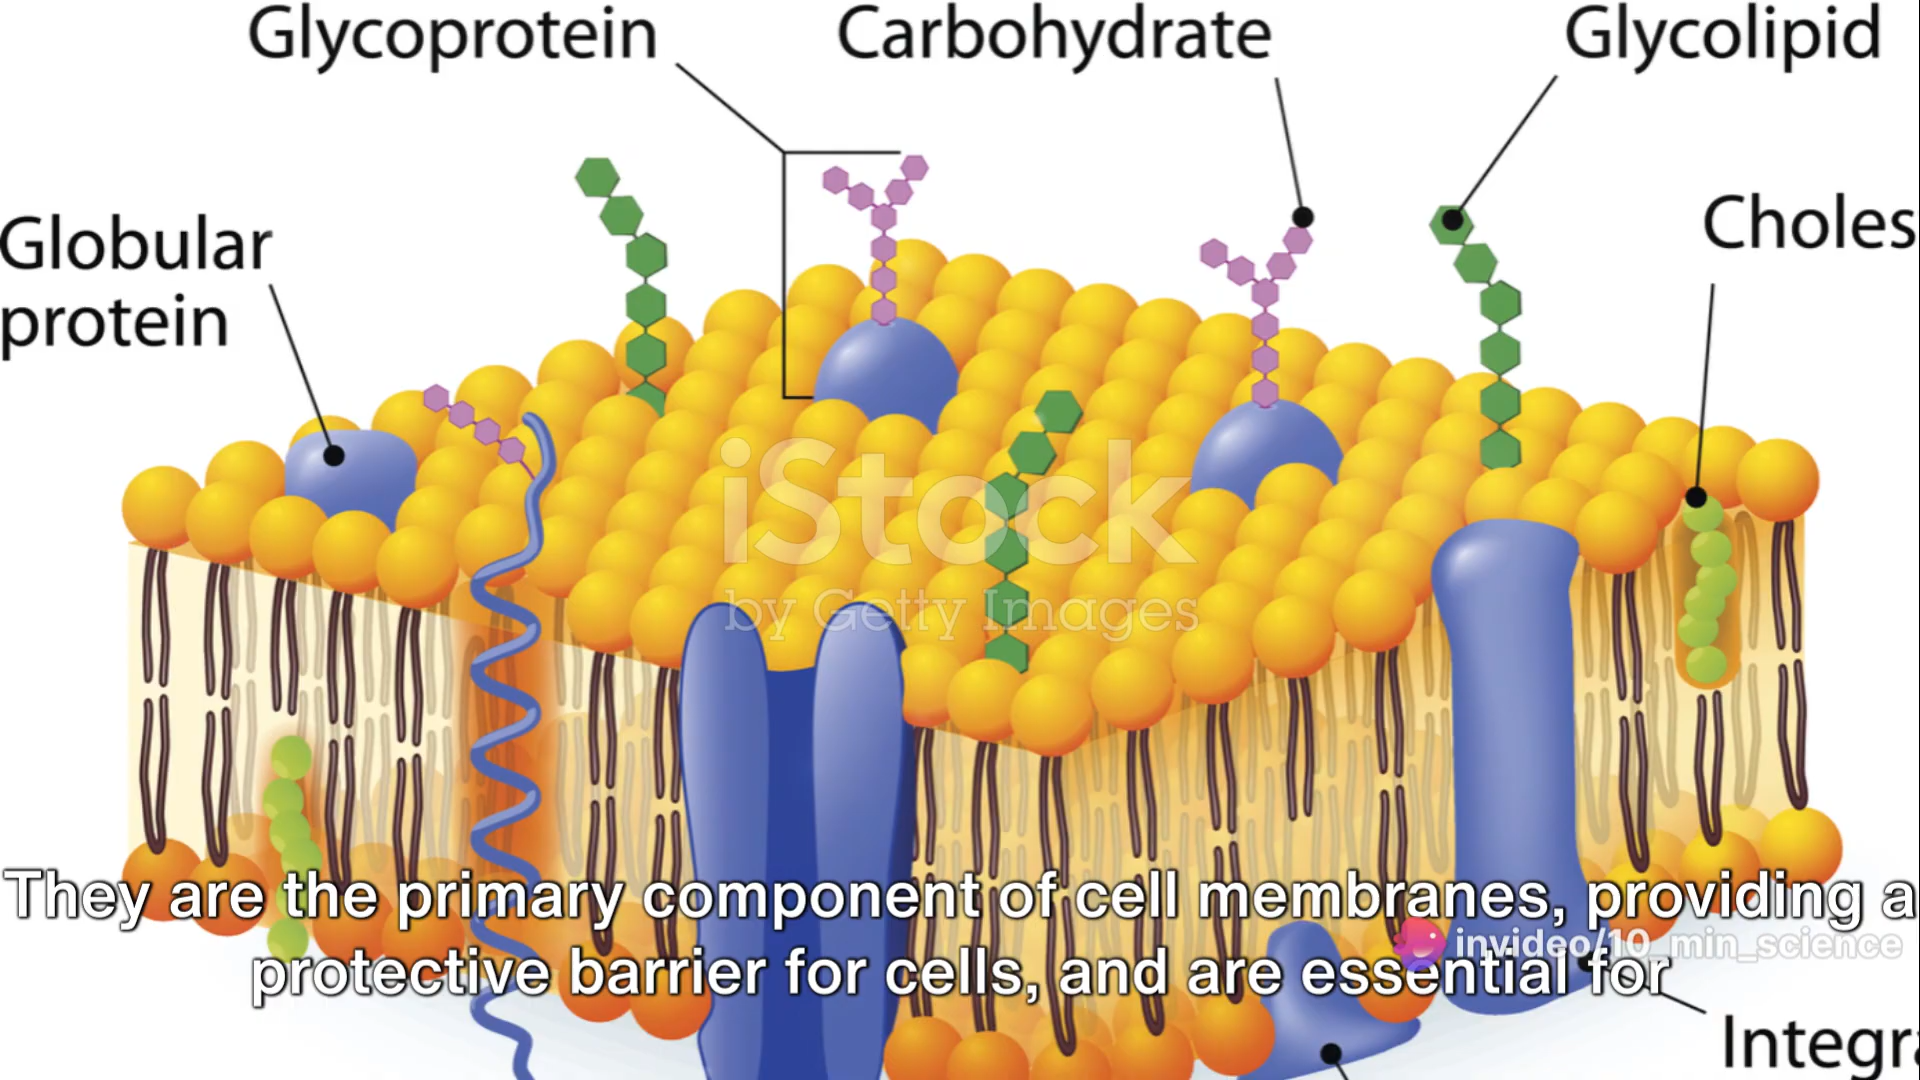 Glycoprotein
Carbohydrate
Glycolipid
Globular
protein
Choles
iStock
by Getty Images
They are the primary component of cell membranes, providing a
protective barrier for cells, and are essential for
invideo/10_min_science
Integra